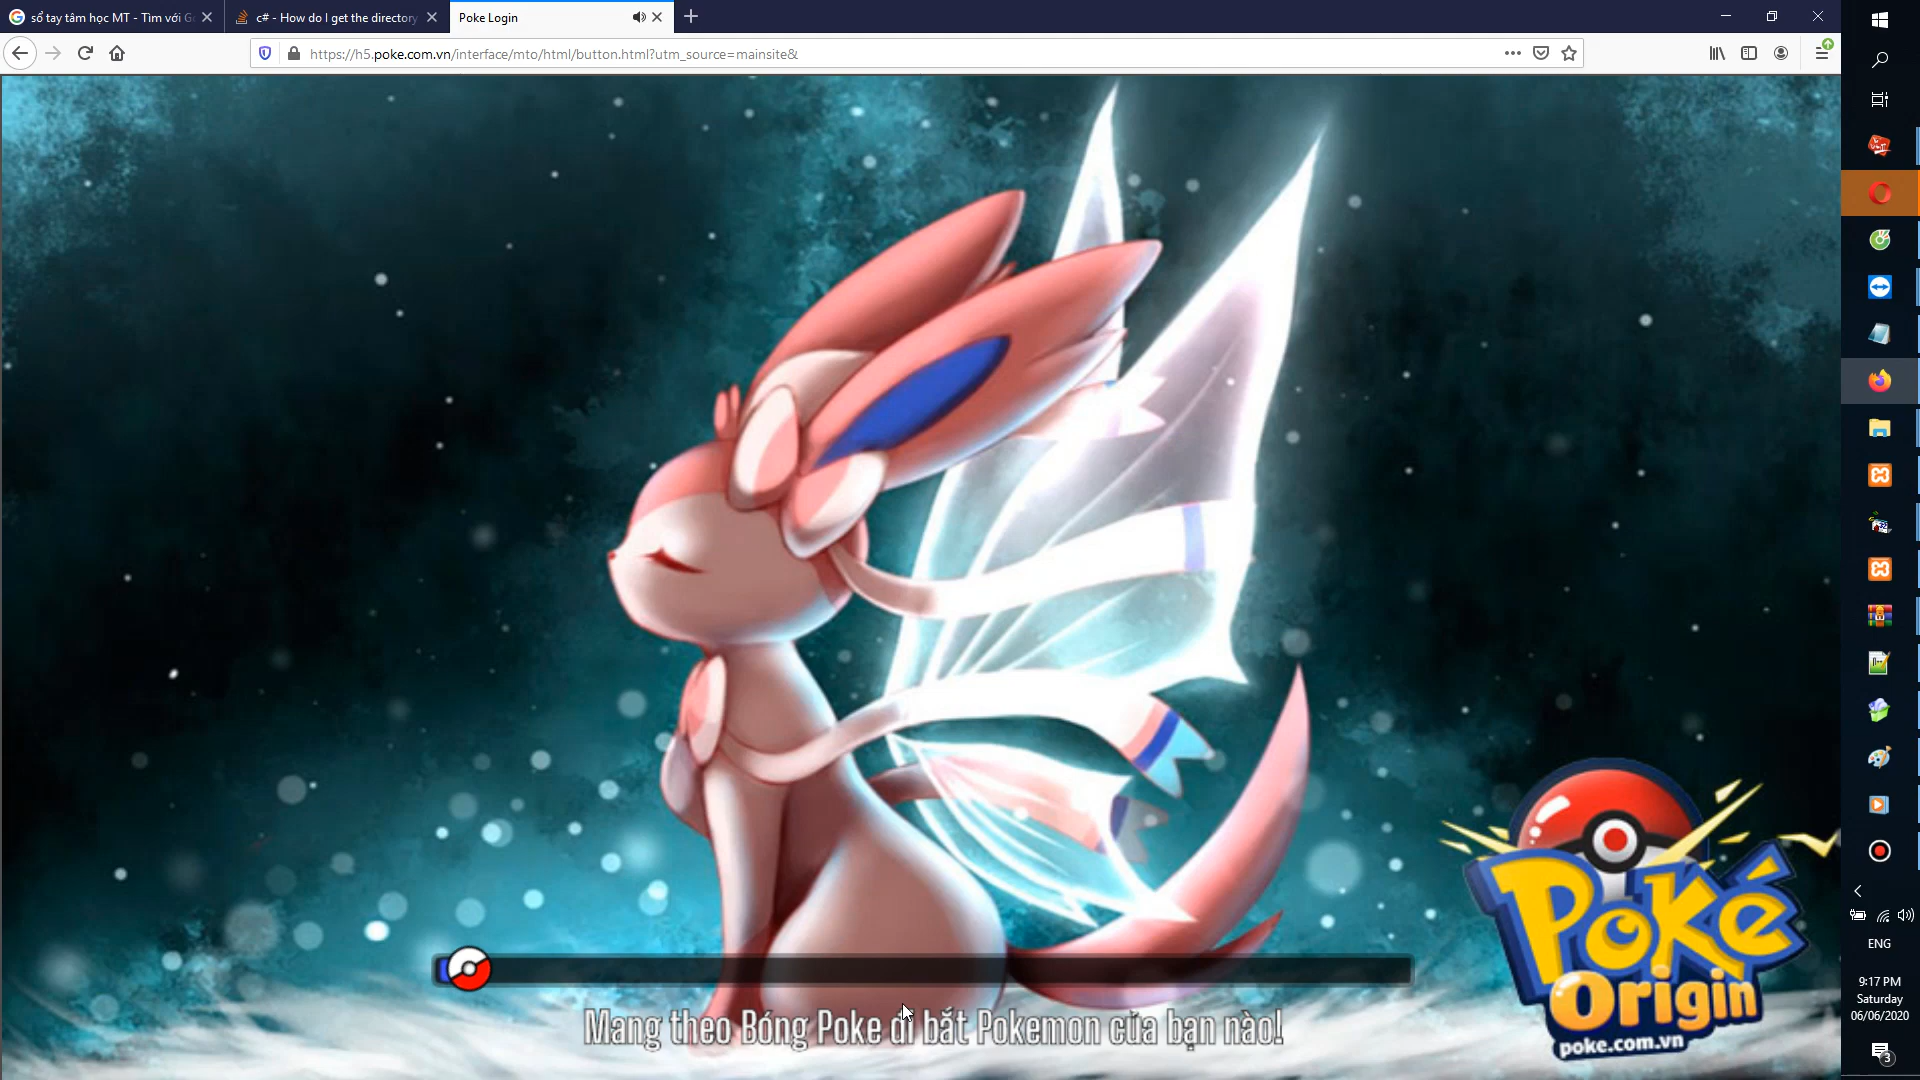 sổ tay tâm học MT - Tìm với G
c# - How do I get the directory
Poke Login
https://h5.poke.com.vn/interface/mto/html/button.html?utm_source=mainsite&
Mang theo Bóng Poke đi bắt Pokemon của bạn nào!
Poké
Origin
poke.com.vn
ENG
9:17 PM
Saturday
06/06/2020
3